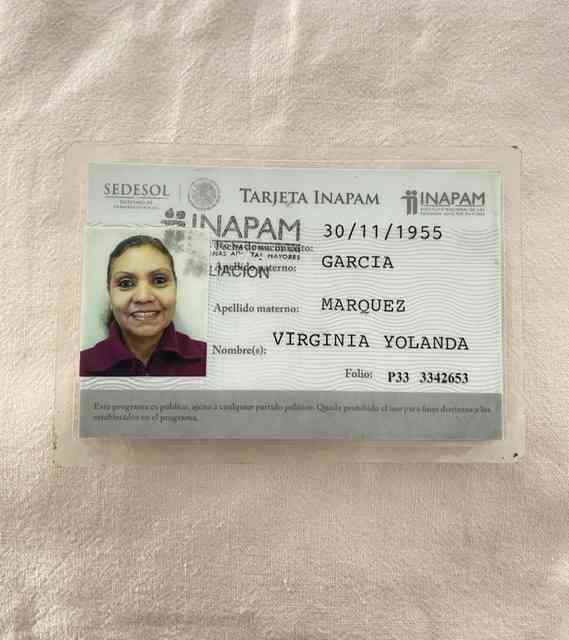 SEDESOL
TARJETA INAPAM
INAPAM
INAPAM
30/11/1955
Apellido paterno: GARCIA
Apellido materno: MARQUEZ
Nombre(s): VIRGINIA YOLANDA
Folio: P33 3342653
Este programa es público, ajeno a cualquier partido político. Queda prohibido el uso para fines distintos a los
establecidos en el programa.